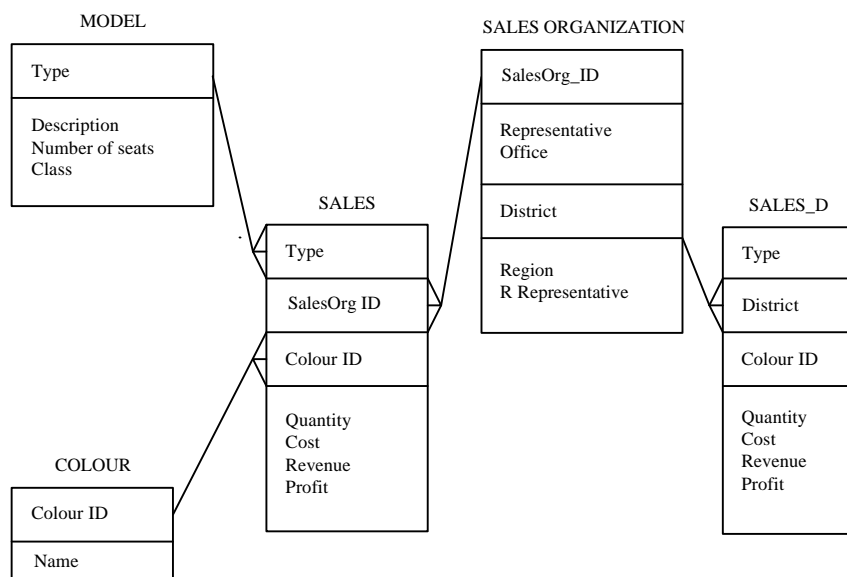 MODEL
Type
Description
Number of seats
Class
SALES ORGANIZATION
SalesOrg_ID
Representative
Office
District
Region
R Representative
SALES
Type
SalesOrg ID
Colour ID
Quantity
Cost
Revenue
Profit
SALES_D
Type
District
Colour ID
Quantity
Cost
Revenue
Profit
COLOUR
Colour ID
Name